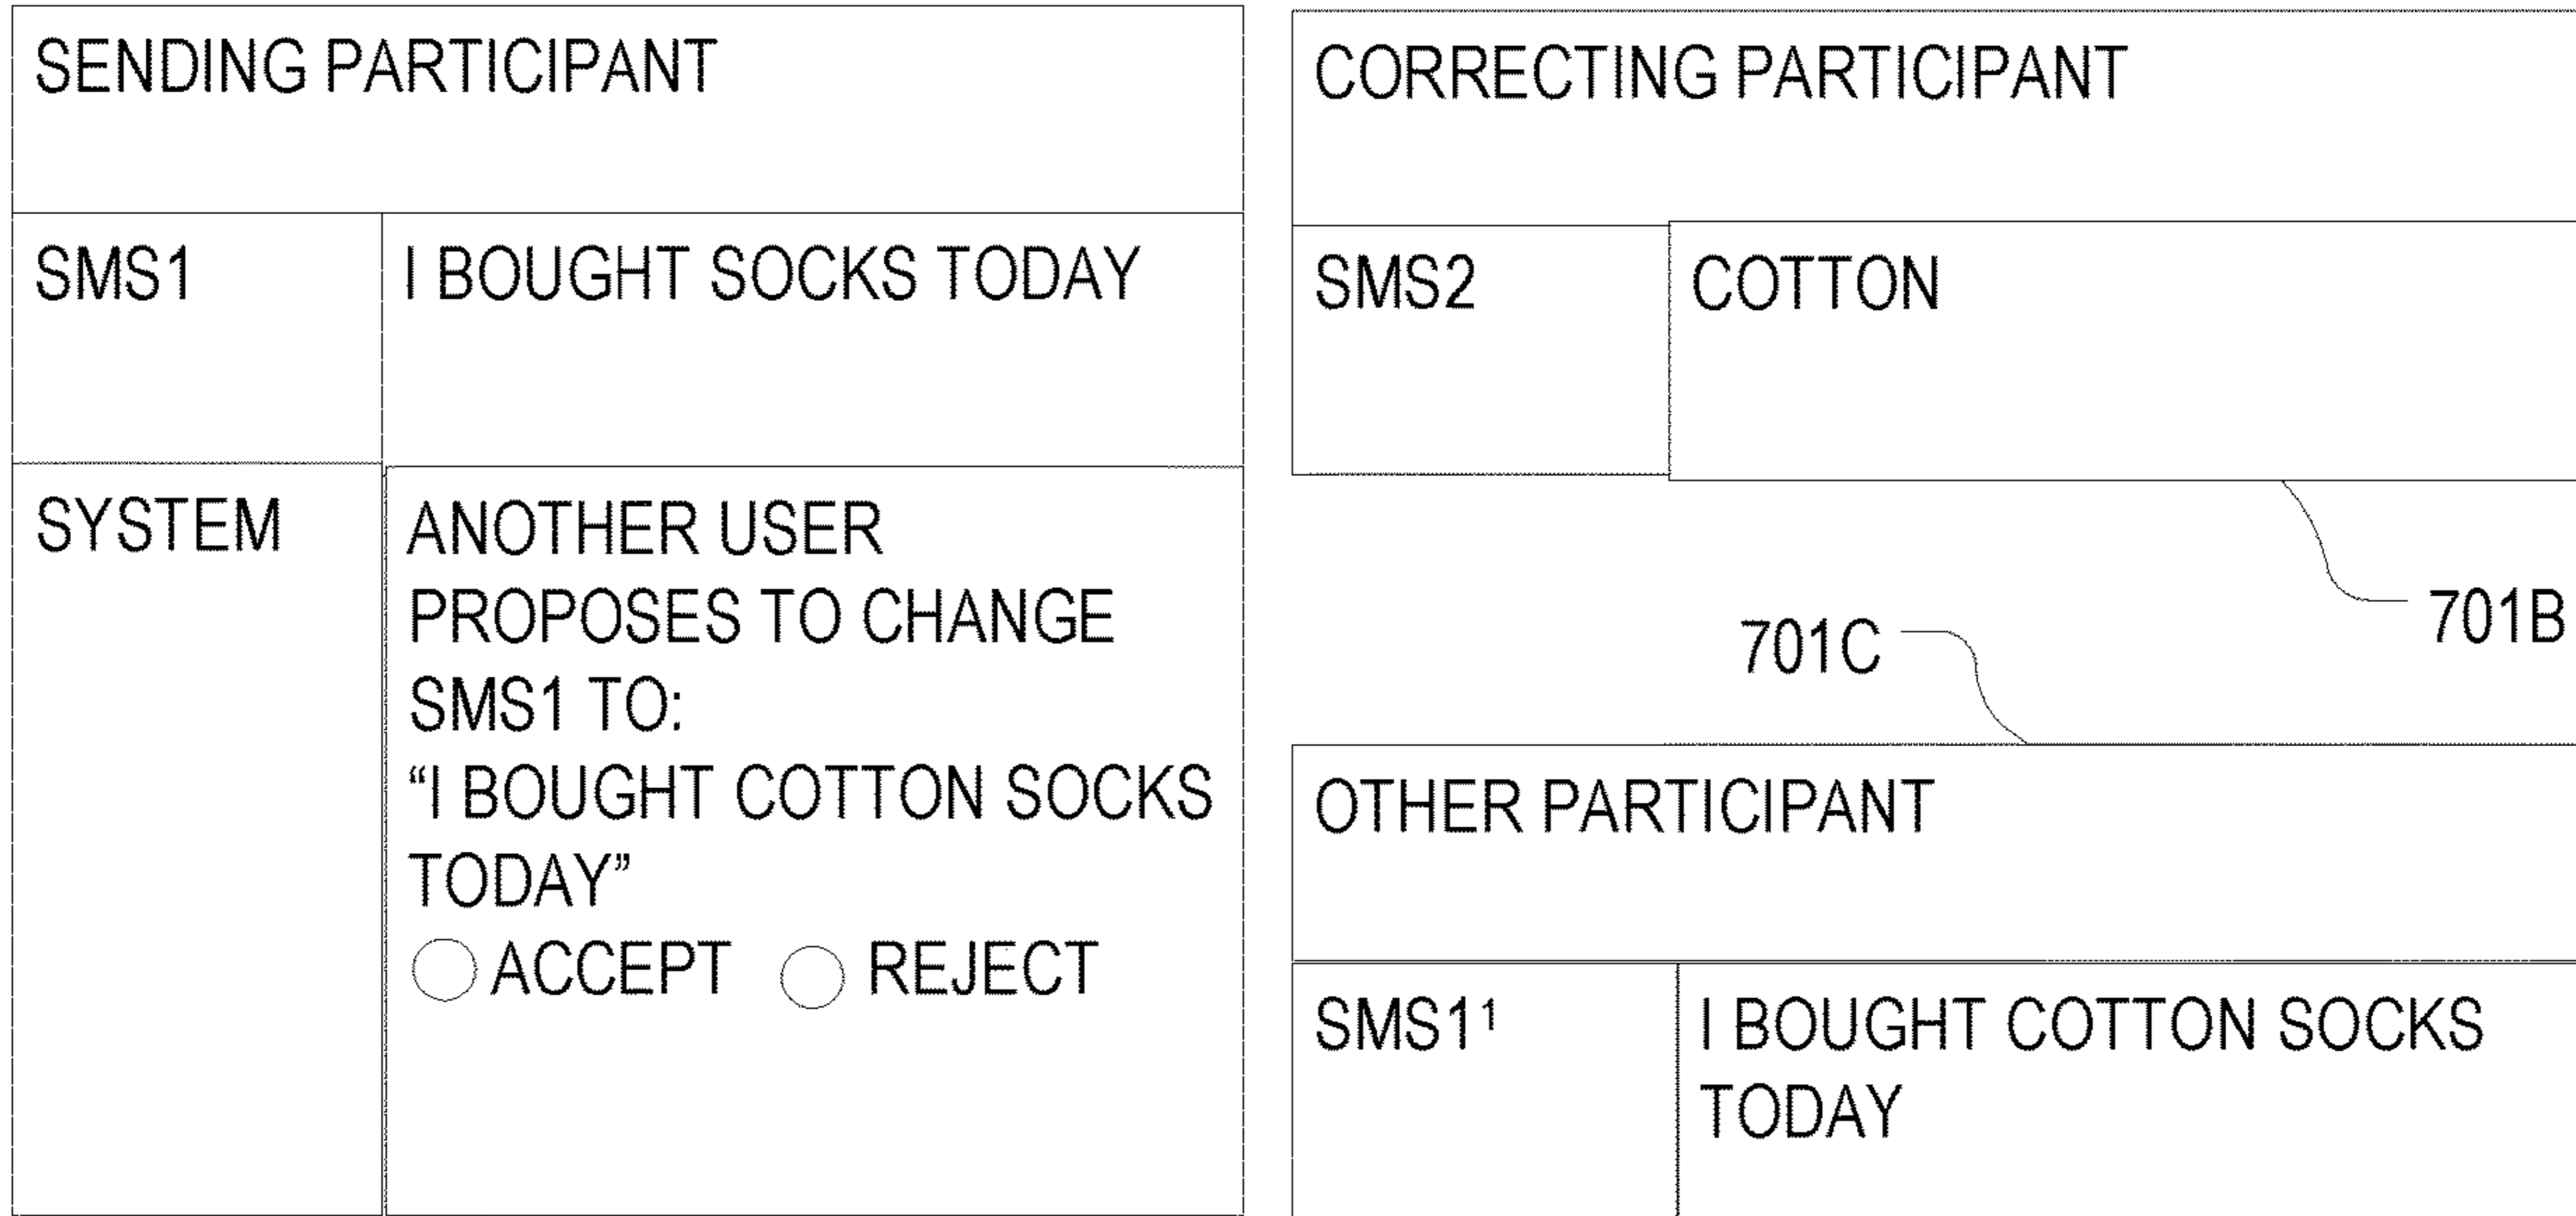 SENDING PARTICIPANT
SMS1
I BOUGHT SOCKS TODAY
SYSTEM
ANOTHER USER
PROPOSES TO CHANGE
SMS1 TO:
“I BOUGHT COTTON SOCKS
TODAY”
ACCEPT REJECT
CORRECTING PARTICIPANT
SMS2
COTTON
701B
701C
OTHER PARTICIPANT
SMS1¹
I BOUGHT COTTON SOCKS
TODAY